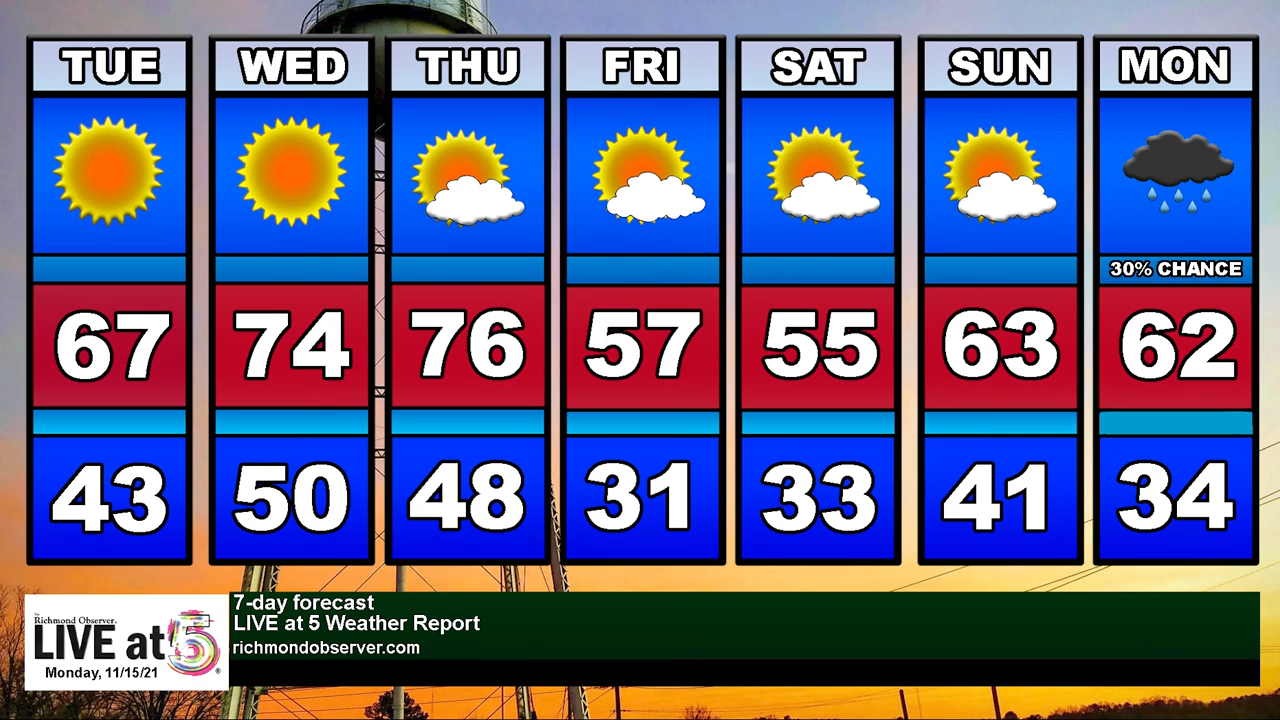 TUE WED THU FRI SAT SUN MON
30% CHANCE
67 74 76 57 55 63 62
43 50 48 31 33 41 34
7-day forecast
LIVE at 5 Weather Report
richmondobserver.com
The
Richmond Observer.
LIVE at 5
®
Monday, 11/15/21